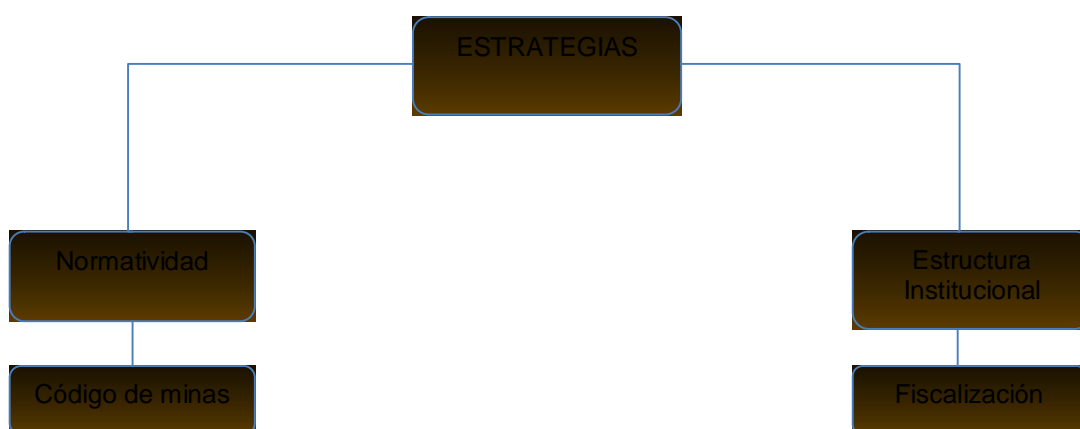 ESTRATEGIAS
Normatividad
Estructura
Institucional
Código de minas
Fiscalización